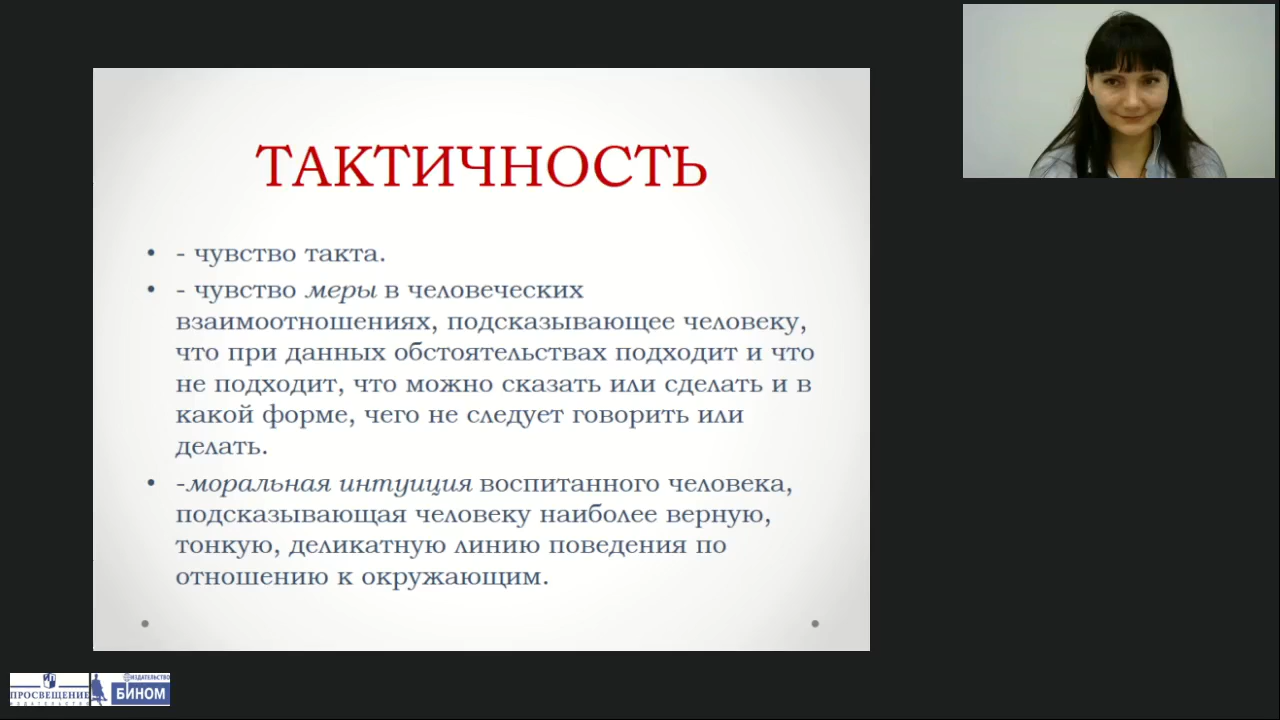 ТАКТИЧНОСТЬ
• - чувство такта.
• - чувство меры в человеческих
взаимоотношениях, подсказывающее человеку,
что при данных обстоятельствах подходит и что
не подходит, что можно сказать или сделать и в
какой форме, чего не следует говорить или
делать.
• -моральная интуиция воспитанного человека,
подсказывающая человеку наиболее верную,
тонкую, деликатную линию поведения по
отношению к окружающим.
ПРОСВЕЩЕНИЕ
ИЗДАТЕЛЬСТВО
ИЗДАТЕЛЬСТВО
БИНОМ